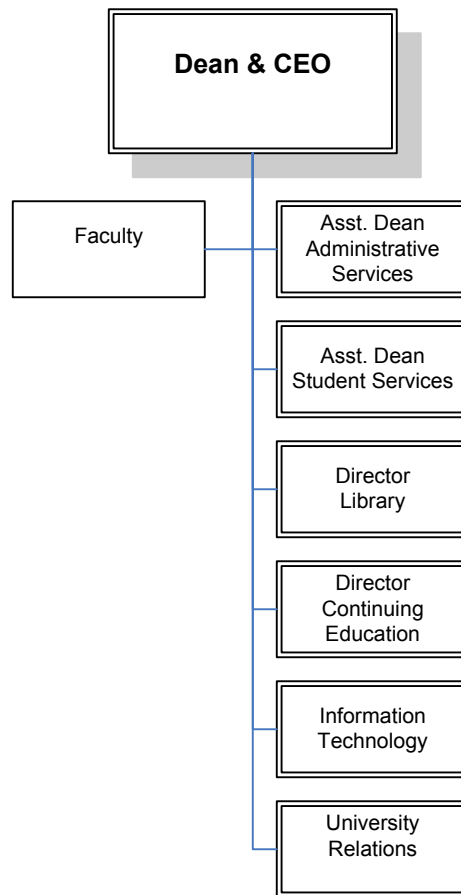 Dean & CEO
Faculty
Asst. Dean
Administrative
Services
Asst. Dean
Student Services
Director
Library
Director
Continuing
Education
Information
Technology
University
Relations